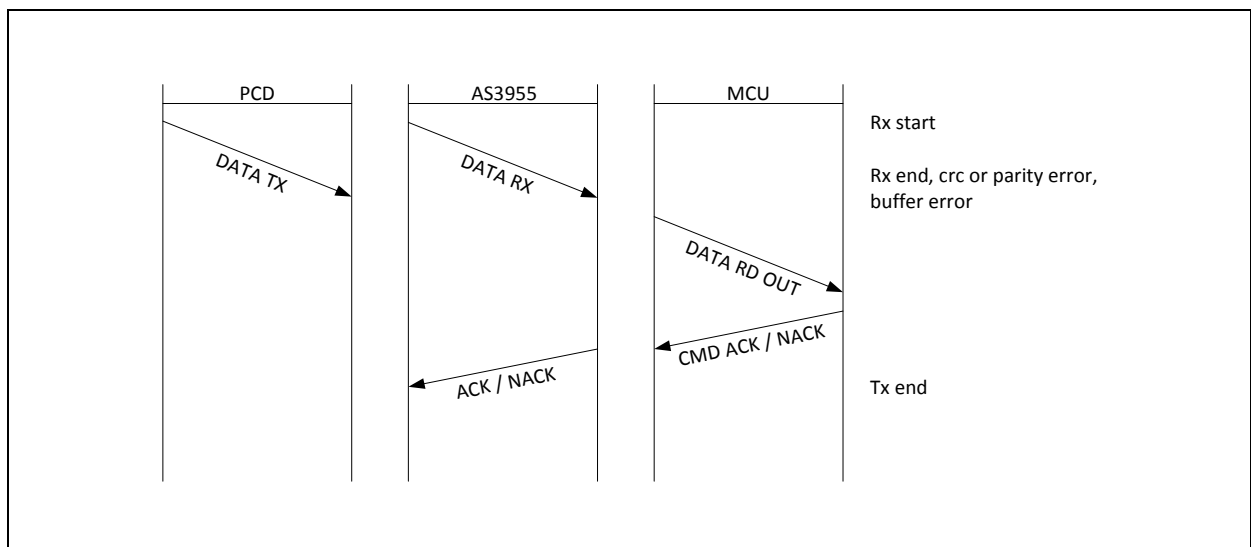 PCD
AS3955
MCU
Rx start
DATA TX
DATA RX
Rx end, crc or parity error,
buffer error
DATA RD OUT
CMD ACK / NACK
ACK / NACK
Tx end